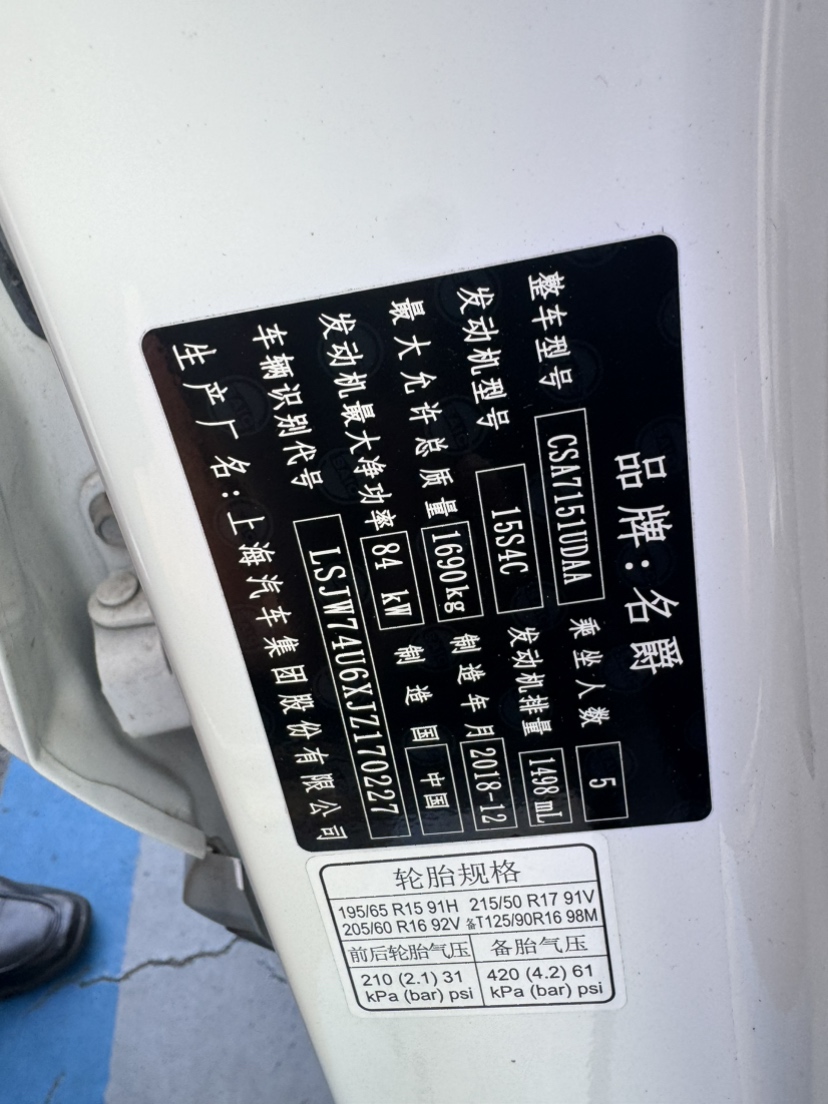 品牌：名爵
整车型号 CSA7151UDAA 乘坐人数 5
发动机型号 15S4C 发动机排量 1498mL
最大允许总质量 1690kg 制造年月 2018-12
发动机最大净功率 84 kW 制造国 中国
车辆识别代号 LSJW74U6XJZ170227
生产厂名：上海汽车集团股份有限公司
轮胎规格
195/65 R15 91H 215/50 R17 91V
205/60 R16 92V 备T125/90R16 98M
前后轮胎气压 备胎气压
210 (2.1) 31 420 (4.2) 61
kPa (bar) psi kPa (bar) psi